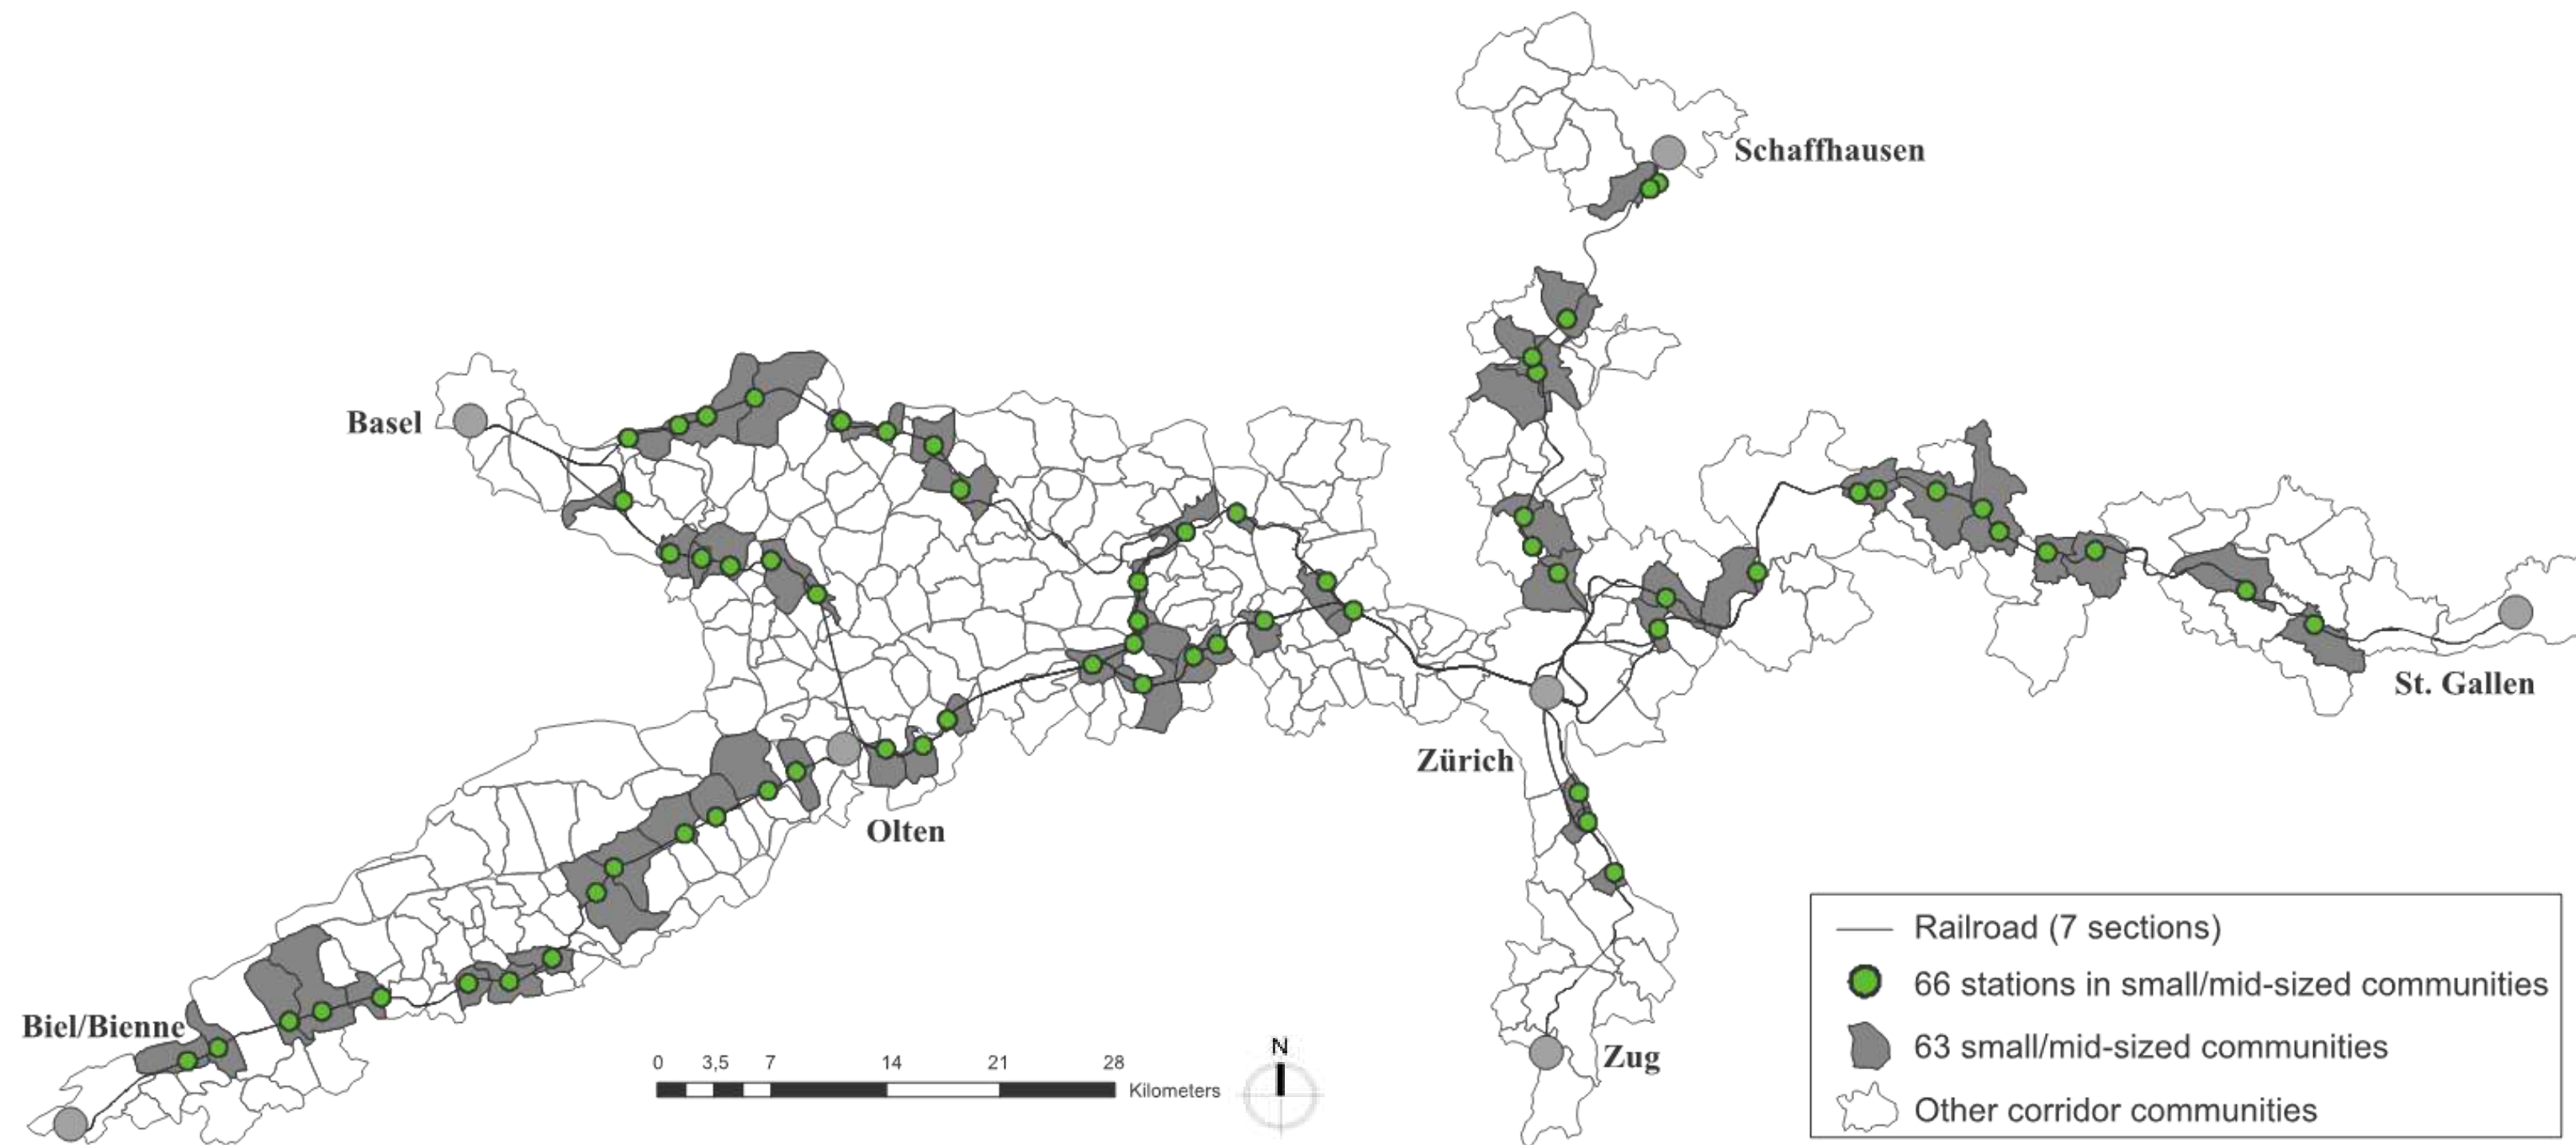 Schaffhausen
Basel
St. Gallen
Zürich
Olten
Biel/Bienne
Zug
0 3,5 7 14 21 28
Kilometers
N
Railroad (7 sections)
66 stations in small/mid-sized communities
63 small/mid-sized communities
Other corridor communities